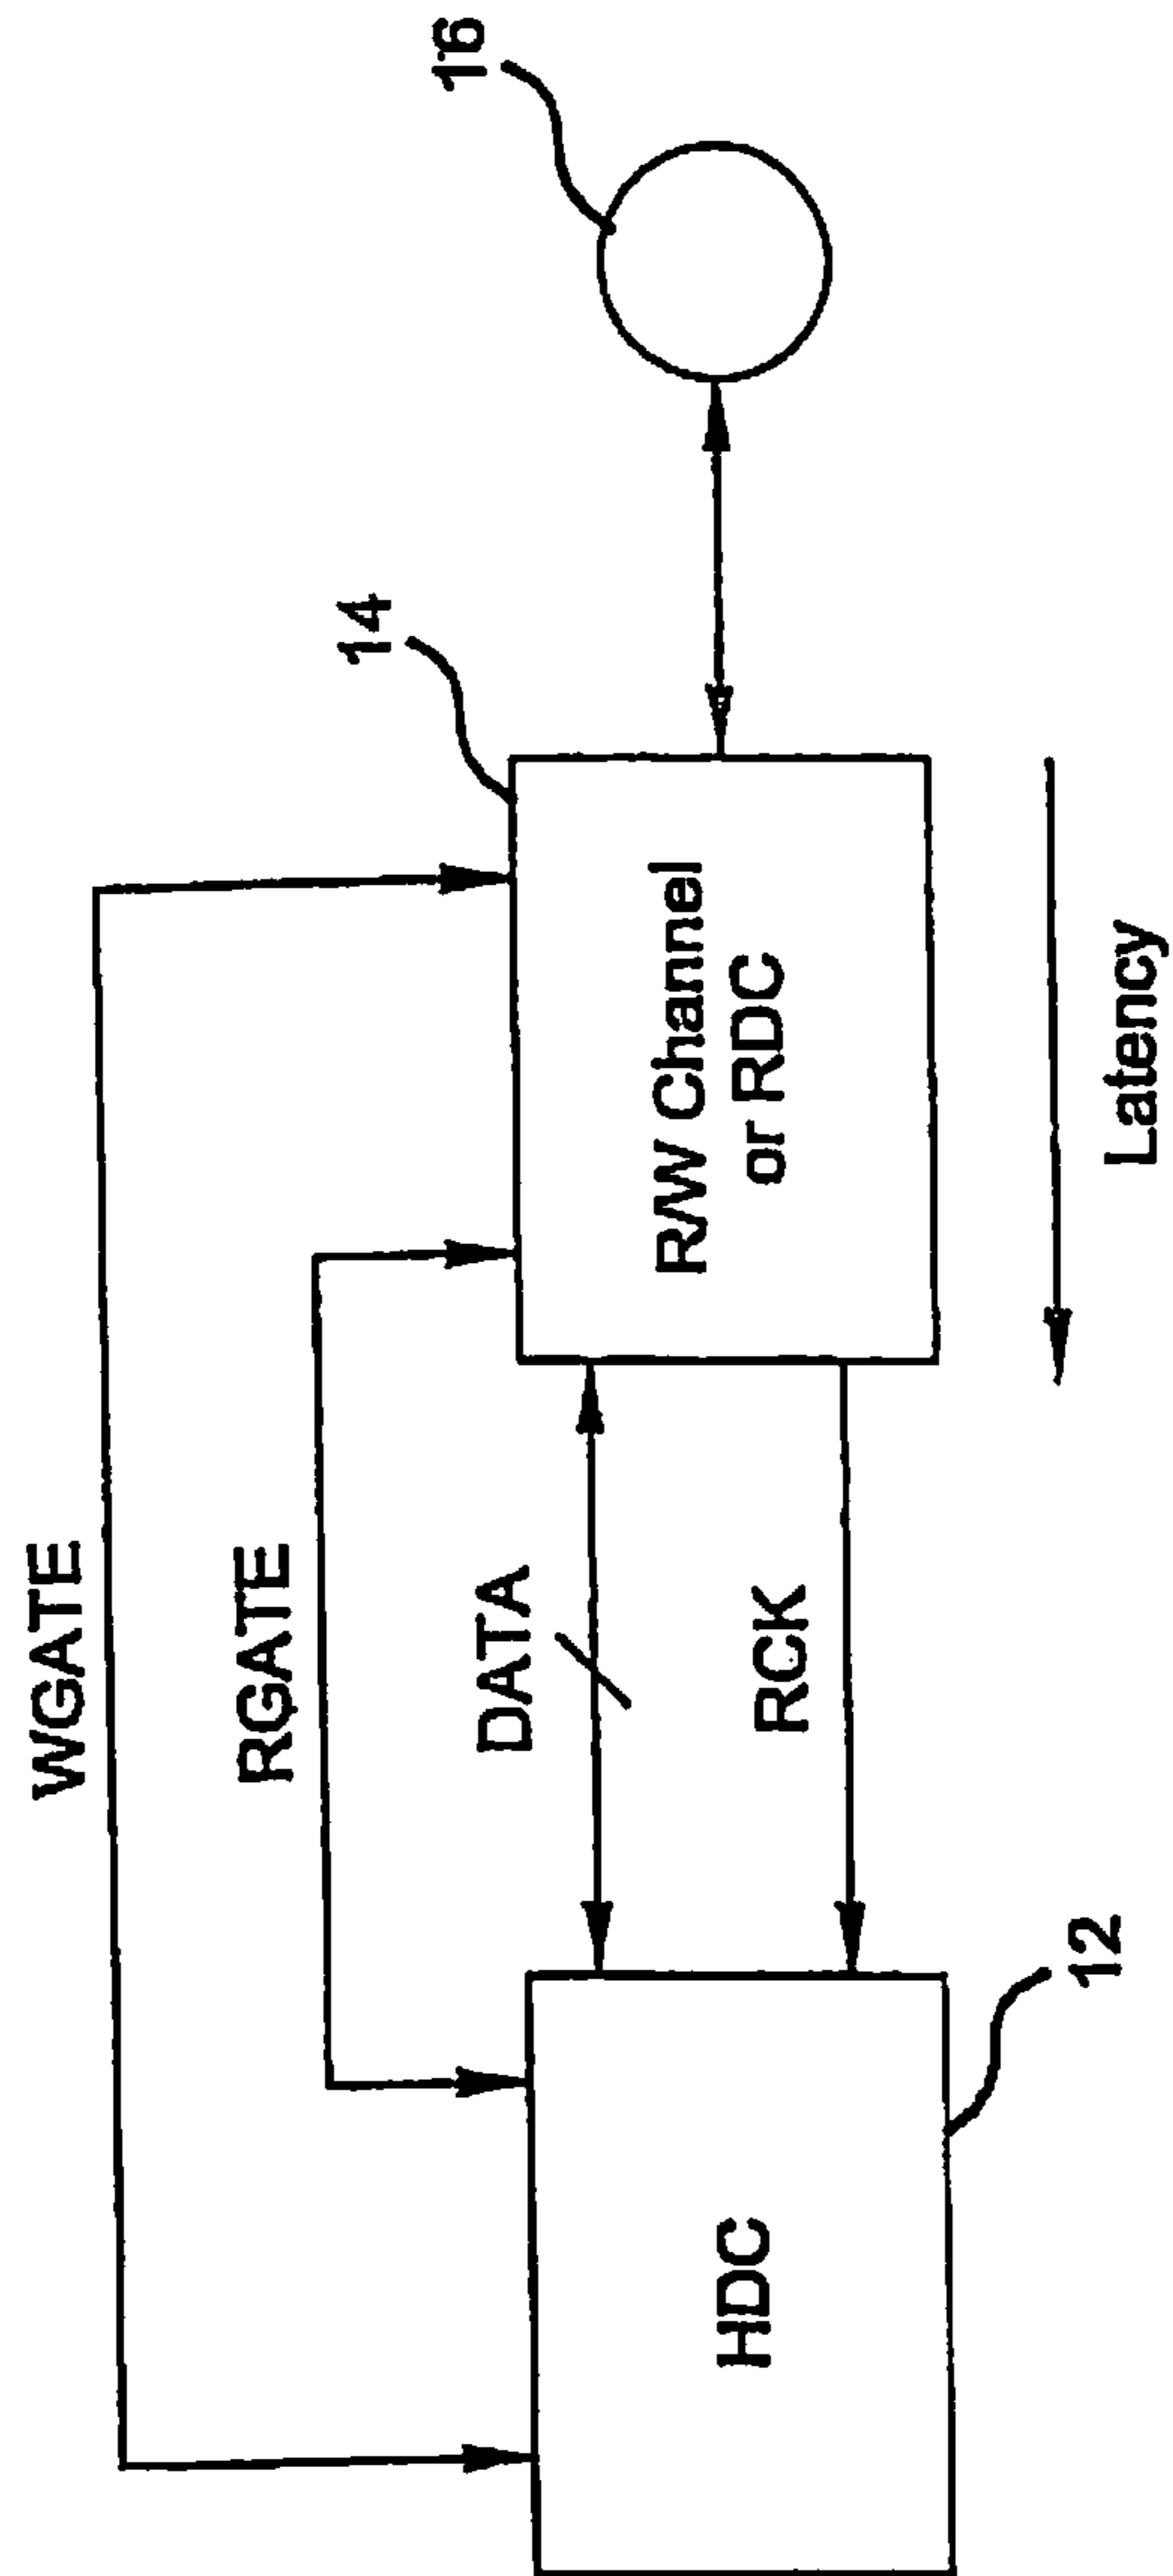 WGATE
RGATE
DATA
RCK
HDC
12
R/W Channel
or RDC
14
16
Latency